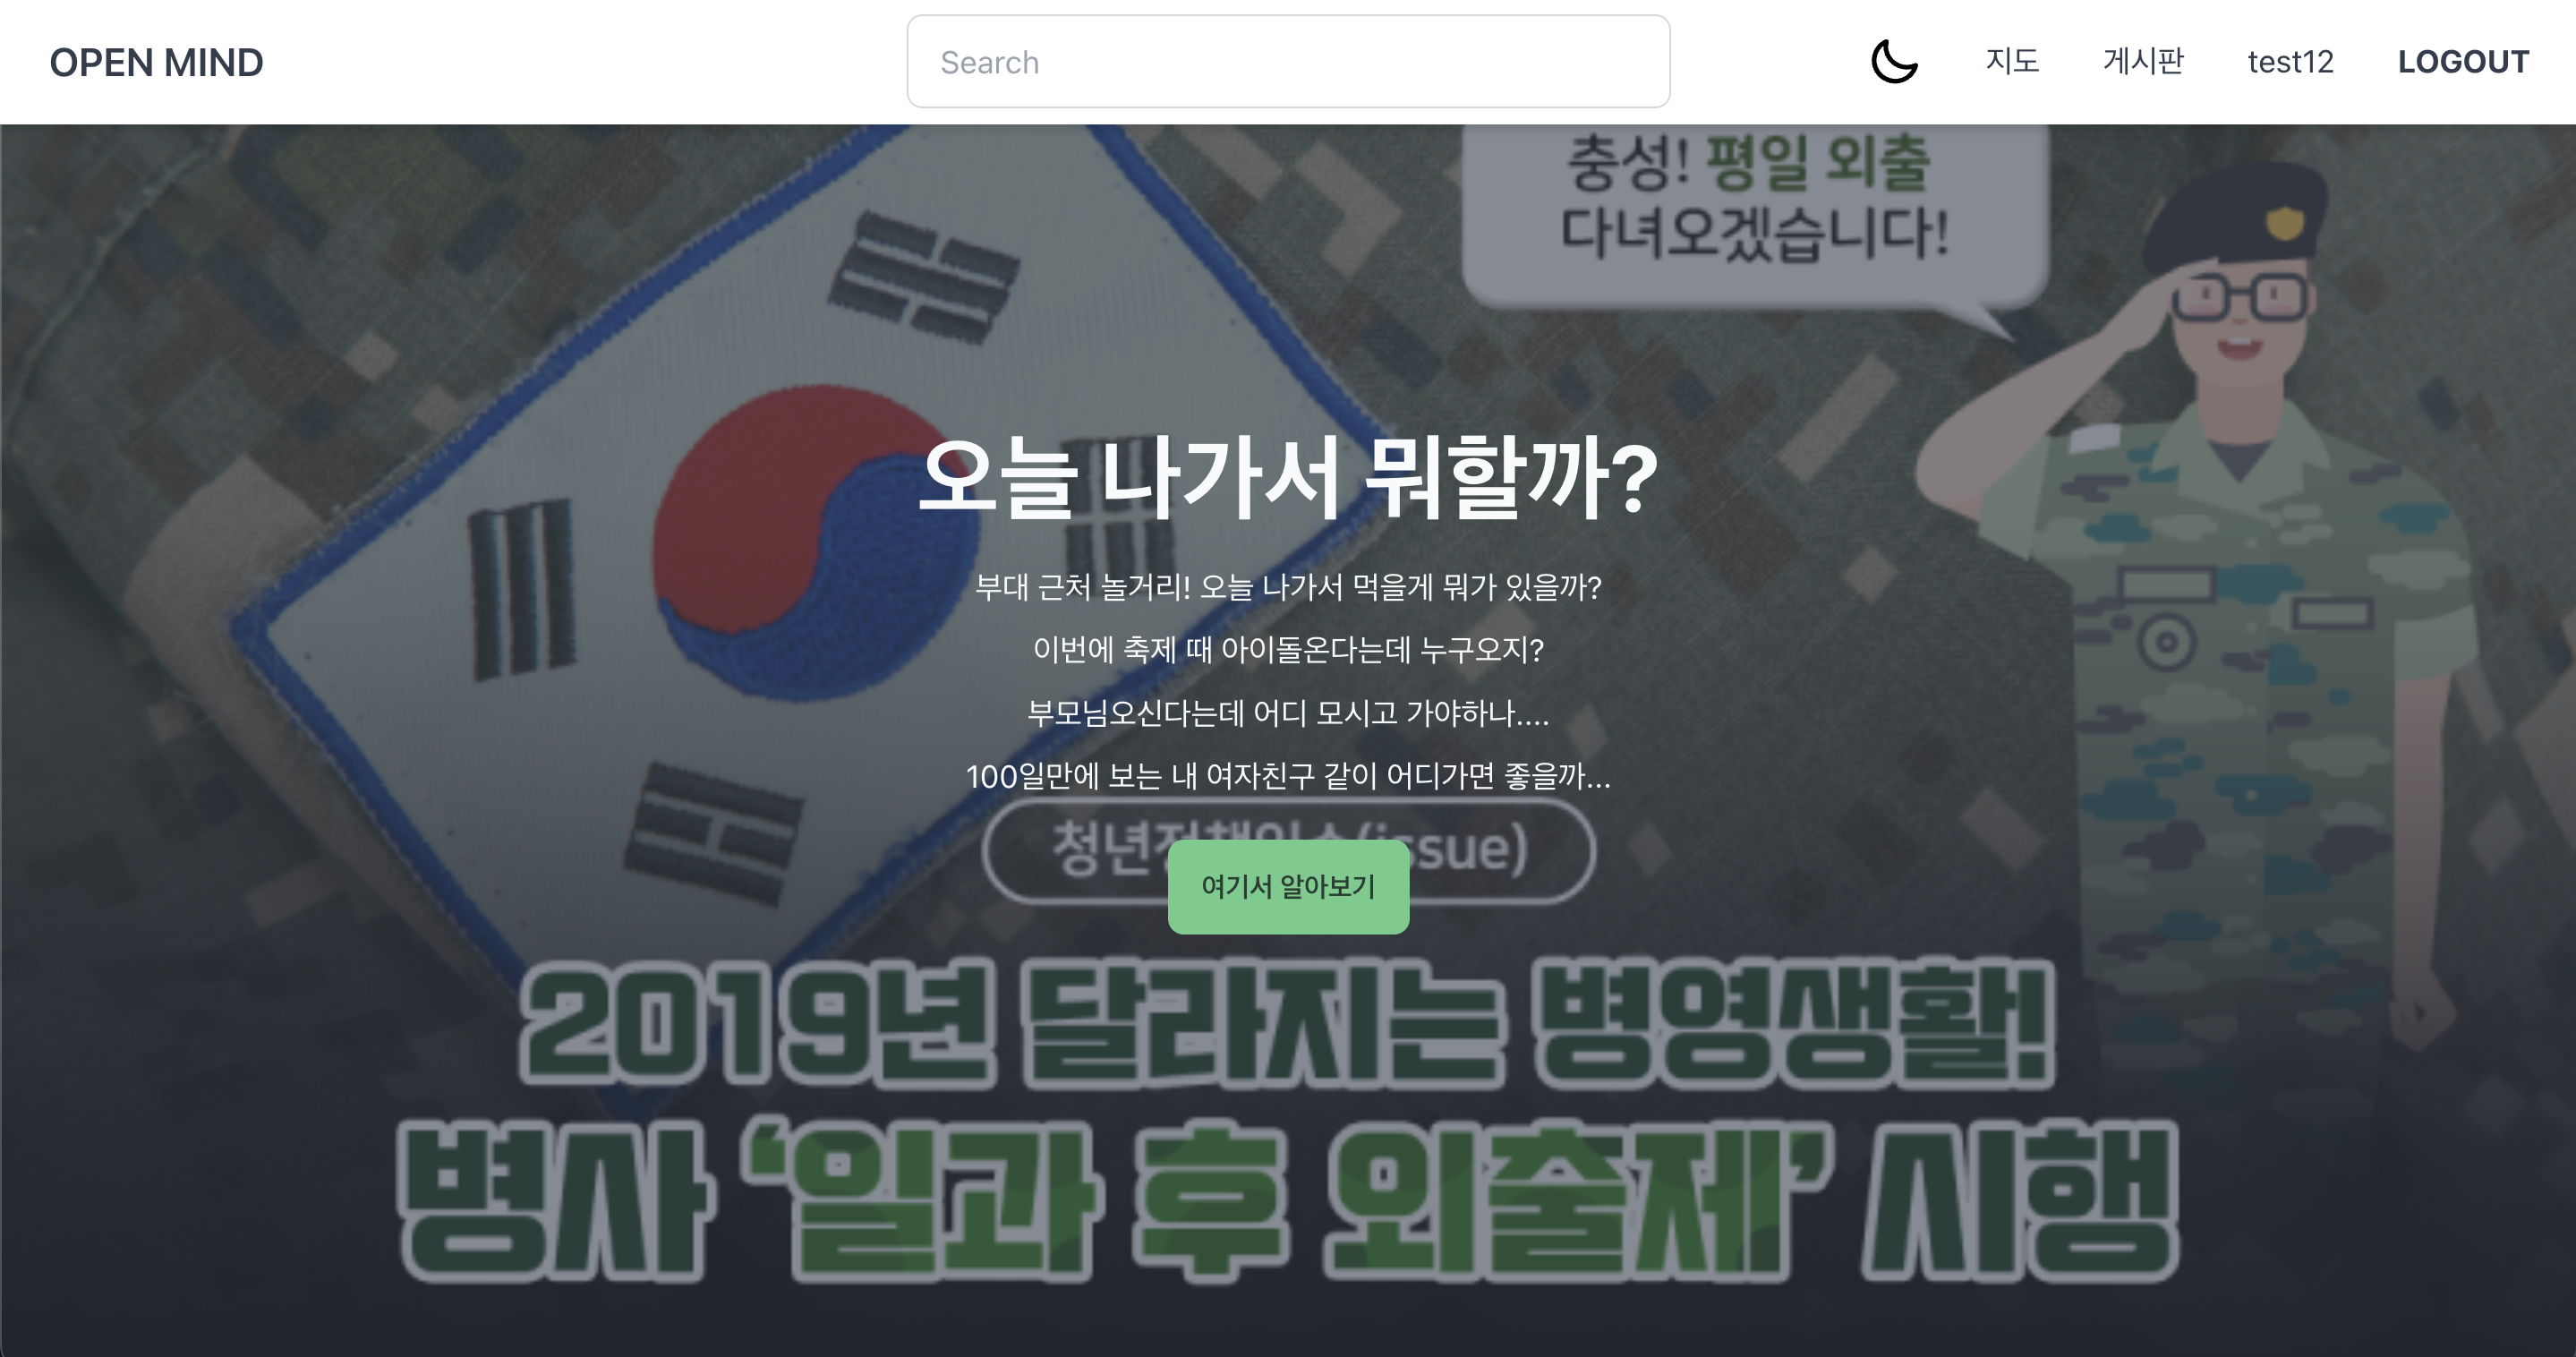 OPEN MIND
Search
지도
게시판
test12
LOGOUT
충성! 평일 외출
다녀오겠습니다!
오늘 나가서 뭐할까?
부대 근처 놀거리! 오늘 나가서 먹을게 뭐가 있을까?
이번에 축제 때 아이돌온다는데 누구오지?
부모님오신다는데 어디 모시고 가야하나....
100일만에 보는 내 여자친구 같이 어디가면 좋을까...
여기서 알아보기
2019년 달라지는 병영생활!
병사 ‘일과 후 외출제’ 시행